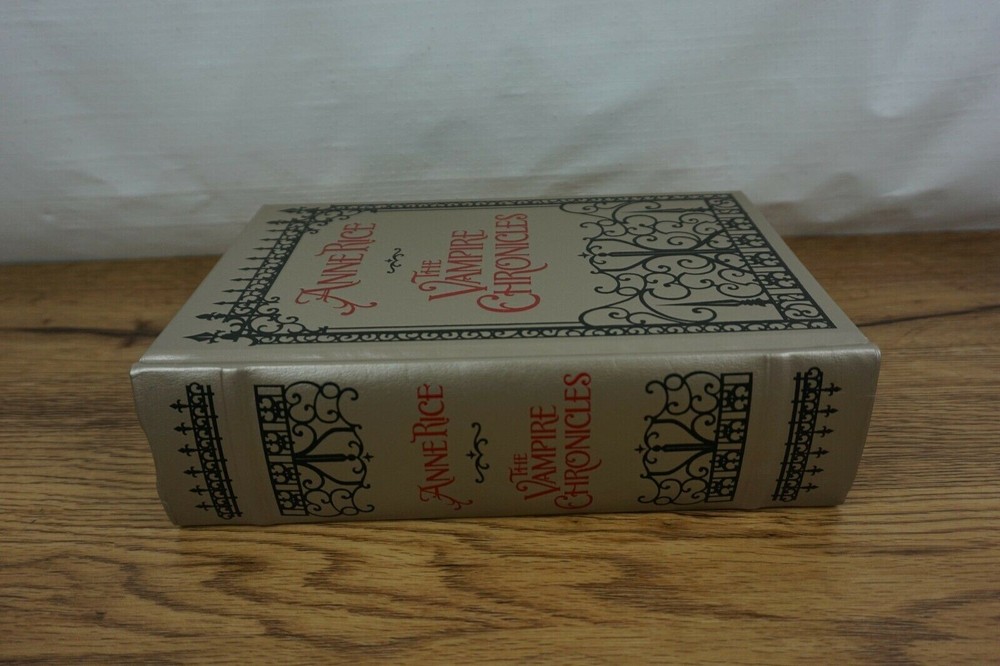 ANNE RICE
THE
VAMPIRE
CHRONICLES
ANNE RICE
THE
VAMPIRE
CHRONICLES